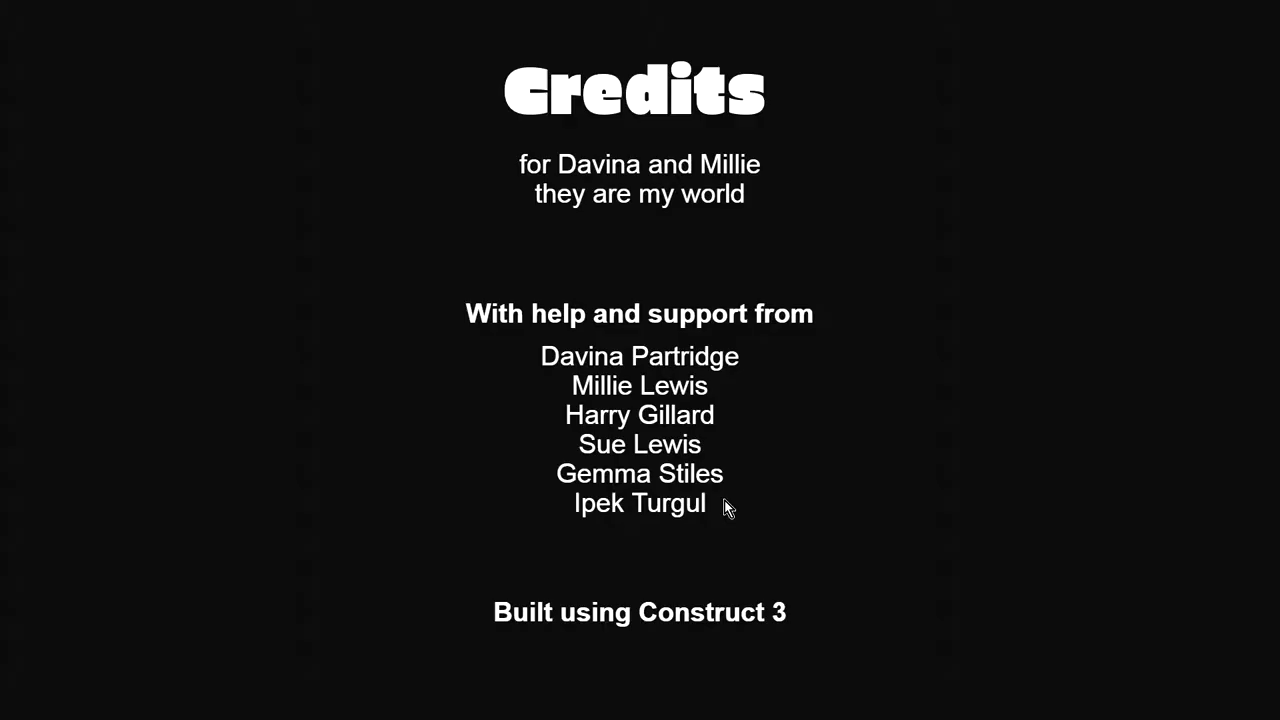 Credits
for Davina and Millie
they are my world
With help and support from
Davina Partridge
Millie Lewis
Harry Gillard
Sue Lewis
Gemma Stiles
Ipek Turgul
Built using Construct 3